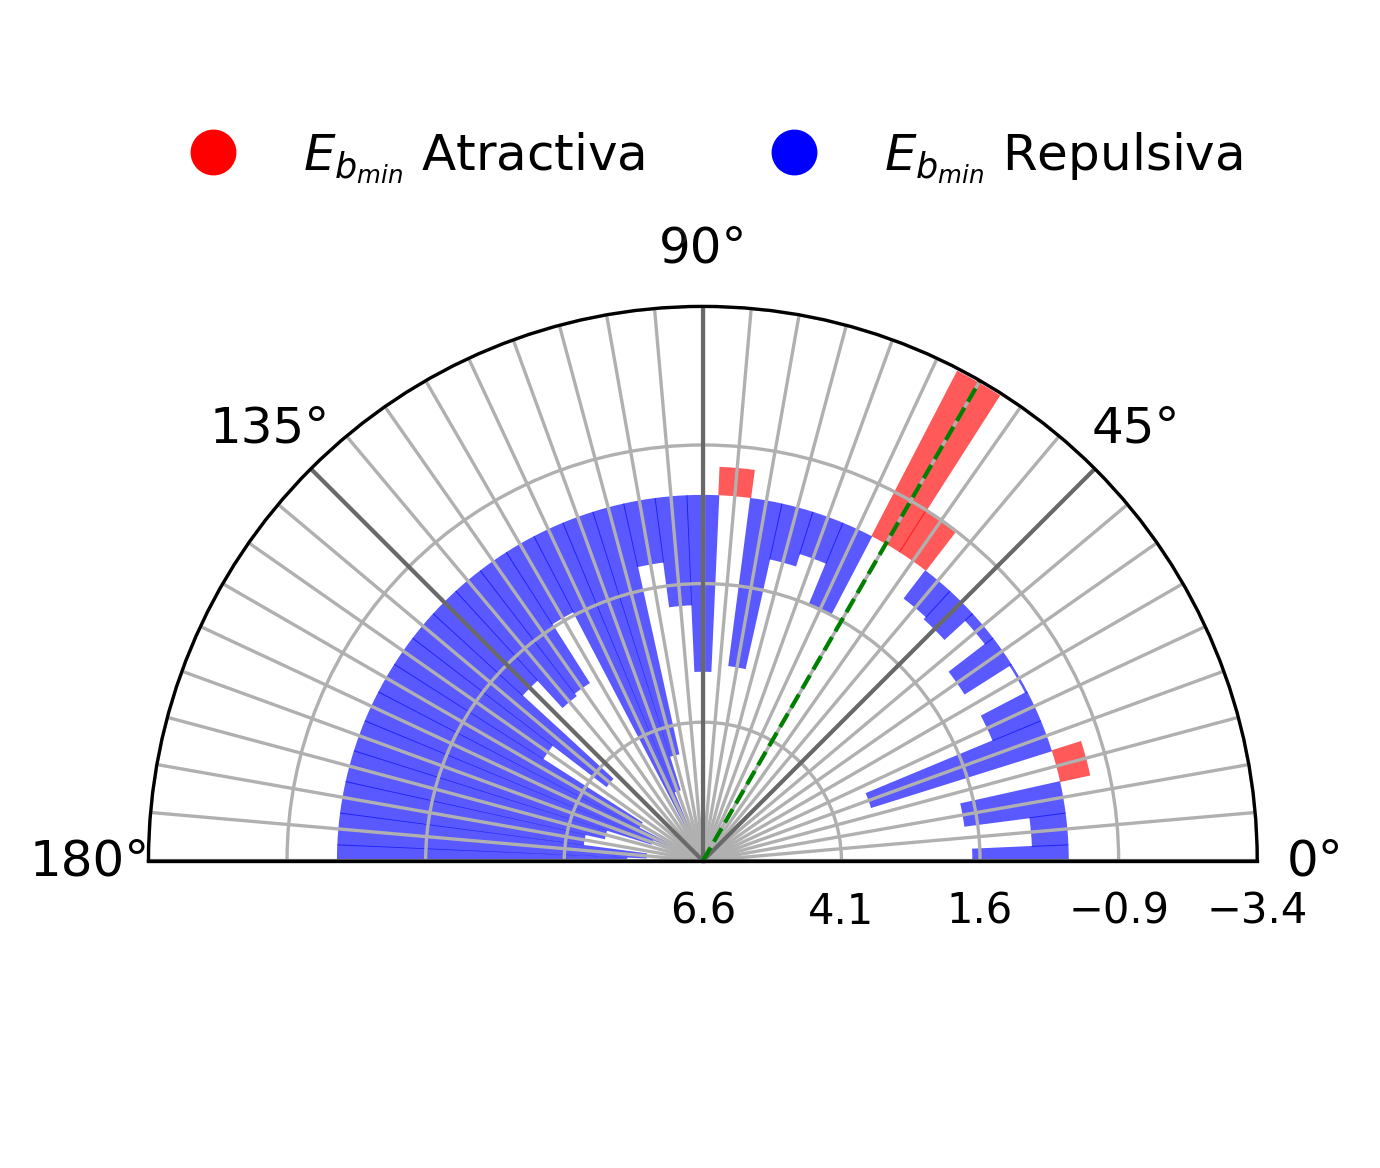 E_{b_{min}} Atractiva E_{b_{min}} Repulsiva
90°
135° 45°
180° 0°
6.6 4.1 1.6 −0.9 −3.4